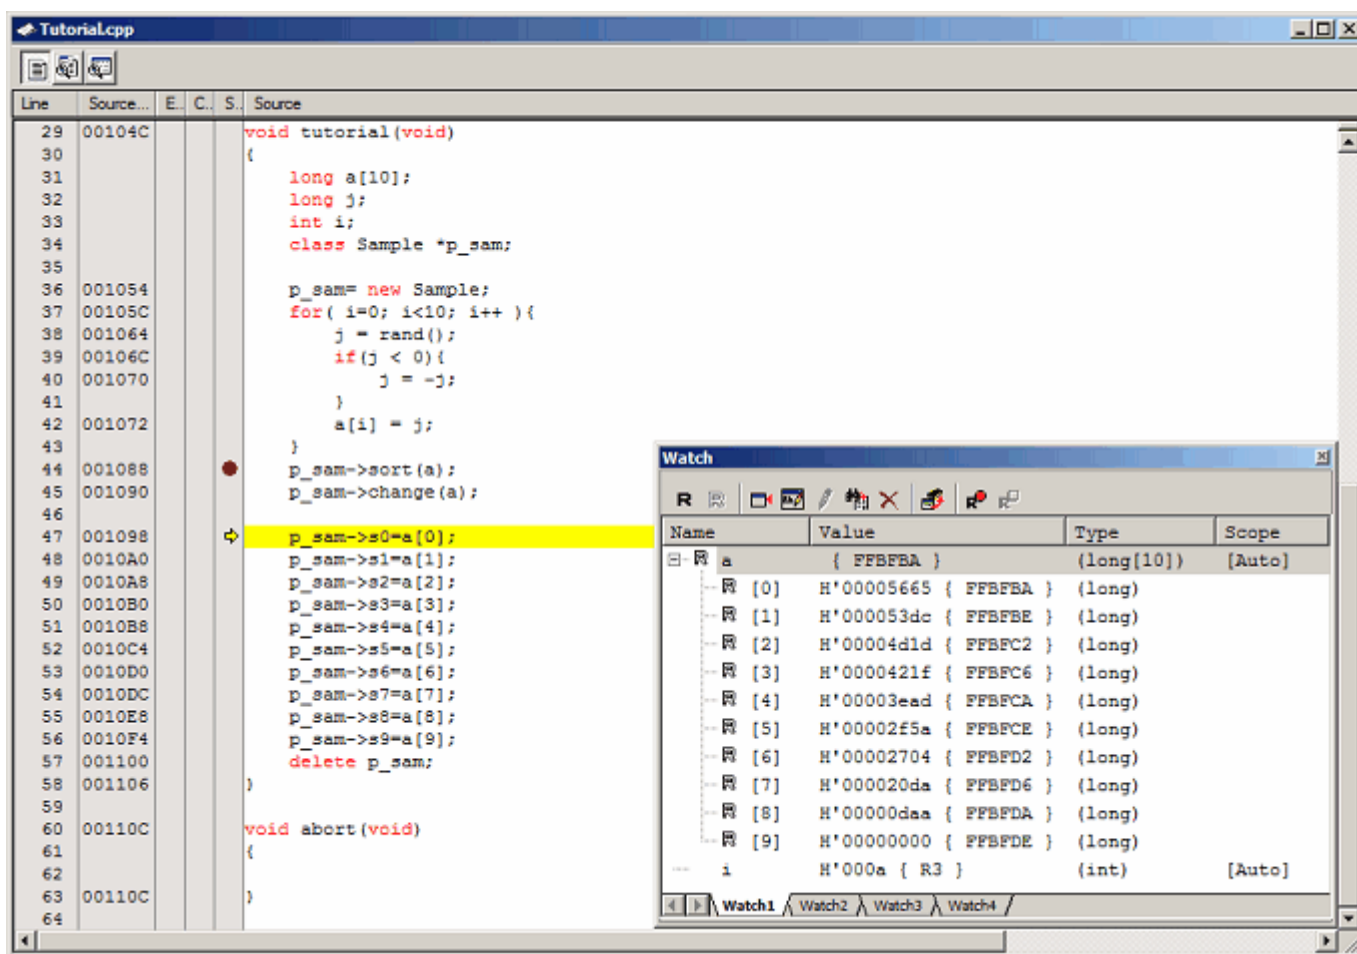 Tutorial.cpp
Line Source... E.. C.. S.. Source
29 00104C void tutorial(void)
30 {
31 long a[10];
32 long j;
33 int i;
34 class Sample *p_sam;
35
36 001054 p_sam= new Sample;
37 00105C for( i=0; i<10; i++ ){
38 001064 j = rand();
39 00106C if(j < 0){
40 001070 j = -j;
41 }
42 001072 a[i] = j;
43 }
44 001088 p_sam->sort(a);
45 001090 p_sam->change(a);
46
47 001098 p_sam->s0=a[0];
48 0010A0 p_sam->s1=a[1];
49 0010A8 p_sam->s2=a[2];
50 0010B0 p_sam->s3=a[3];
51 0010B8 p_sam->s4=a[4];
52 0010C4 p_sam->s5=a[5];
53 0010D0 p_sam->s6=a[6];
54 0010DC p_sam->s7=a[7];
55 0010E8 p_sam->s8=a[8];
56 0010F4 p_sam->s9=a[9];
57 001100 delete p_sam;
58 001106 }
59
60 00110C void abort(void)
61 {
62
63 00110C }
64
Watch
R R R R
Name Value Type Scope
R a { FFBFBA } (long[10]) [Auto]
R [0] H'00005665 { FFBFBA } (long)
R [1] H'000053dc { FFBFBE } (long)
R [2] H'00004d1d { FFBFC2 } (long)
R [3] H'0000421f { FFBFC6 } (long)
R [4] H'00003ead { FFBFCA } (long)
R [5] H'00002f5a { FFBFCE } (long)
R [6] H'00002704 { FFBFD2 } (long)
R [7] H'000020da { FFBFD6 } (long)
R [8] H'00000daa { FFBFDA } (long)
R [9] H'00000000 { FFBFDE } (long)
i H'000a { R3 } (int) [Auto]
Watch1 Watch2 Watch3 Watch4